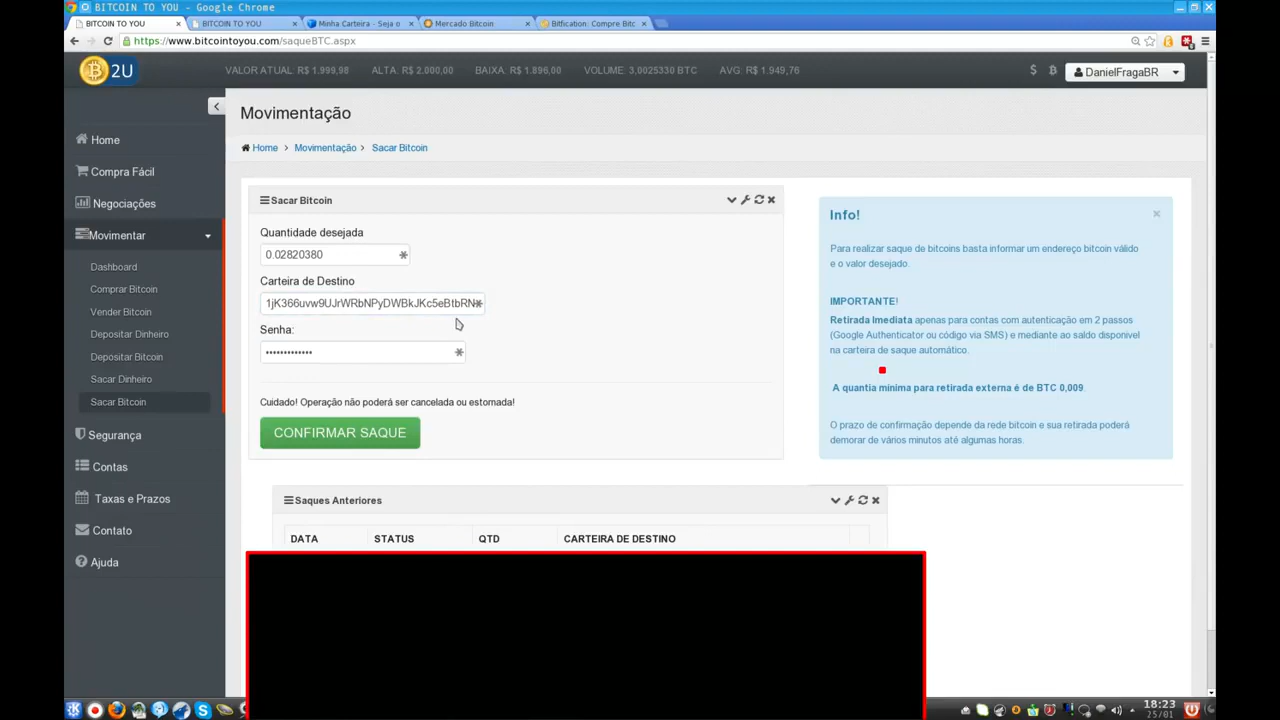 BITCOIN TO YOU - Google Chrome
BITCOIN TO YOU
BITCOIN TO YOU
Minha Carteira - Seja o
Mercado Bitcoin
Bitfication: Compre Bitc
https://www.bitcointoyou.com/saqueBTC.aspx
B 2U
VALOR ATUAL: R$ 1.999,98
ALTA: R$ 2.000,00
BAIXA: R$ 1.896,00
VOLUME: 3,0025330 BTC
AVG: R$ 1.949,76
DanielFragaBR
Movimentação
Home
Movimentação
Sacar Bitcoin
Home
Compra Fácil
Negociações
Movimentar
Dashboard
Comprar Bitcoin
Vender Bitcoin
Depositar Dinheiro
Depositar Bitcoin
Sacar Dinheiro
Sacar Bitcoin
Segurança
Contas
Taxas e Prazos
Contato
Ajuda
Sacar Bitcoin
Quantidade desejada
0.02820380
Carteira de Destino
1jK366uvw9UJrWRbNPyDWBkJKc5eBtbRN
Senha:
Cuidado! Operação não poderá ser cancelada ou estornada!
CONFIRMAR SAQUE
Info!
Para realizar saque de bitcoins basta informar um endereço bitcoin válido
e o valor desejado.
IMPORTANTE!
Retirada Imediata apenas para contas com autenticação em 2 passos
(Google Authenticator ou código via SMS) e mediante ao saldo disponivel
na carteira de saque automático.
A quantia mínima para retirada externa é de BTC 0,009.
O prazo de confirmação depende da rede bitcoin e sua retirada poderá
demorar de vários minutos até algumas horas.
Saques Anteriores
DATA
STATUS
QTD
CARTEIRA DE DESTINO
18:23
25/01